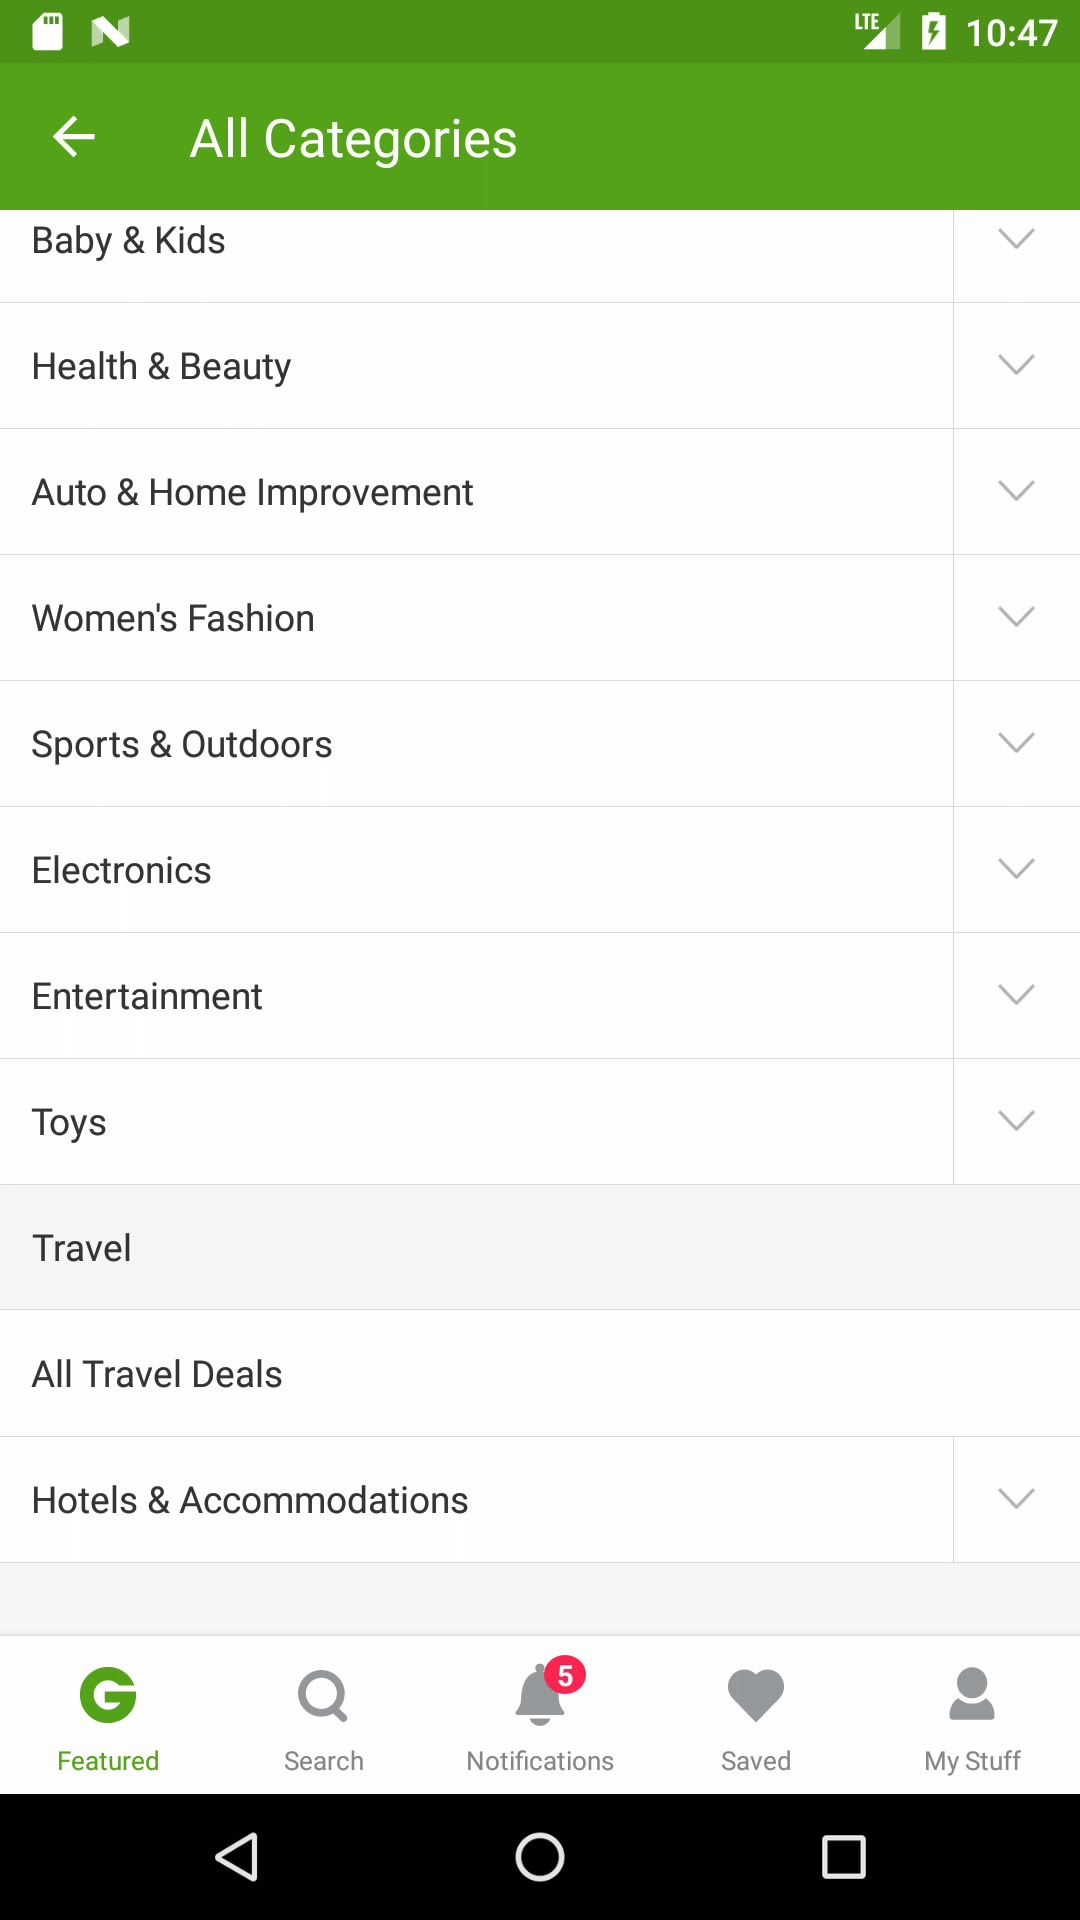 LTE 10:47
All Categories
Baby & Kids
Health & Beauty
Auto & Home Improvement
Women's Fashion
Sports & Outdoors
Electronics
Entertainment
Toys
Travel
All Travel Deals
Hotels & Accommodations
5
Featured Search Notifications Saved My Stuff